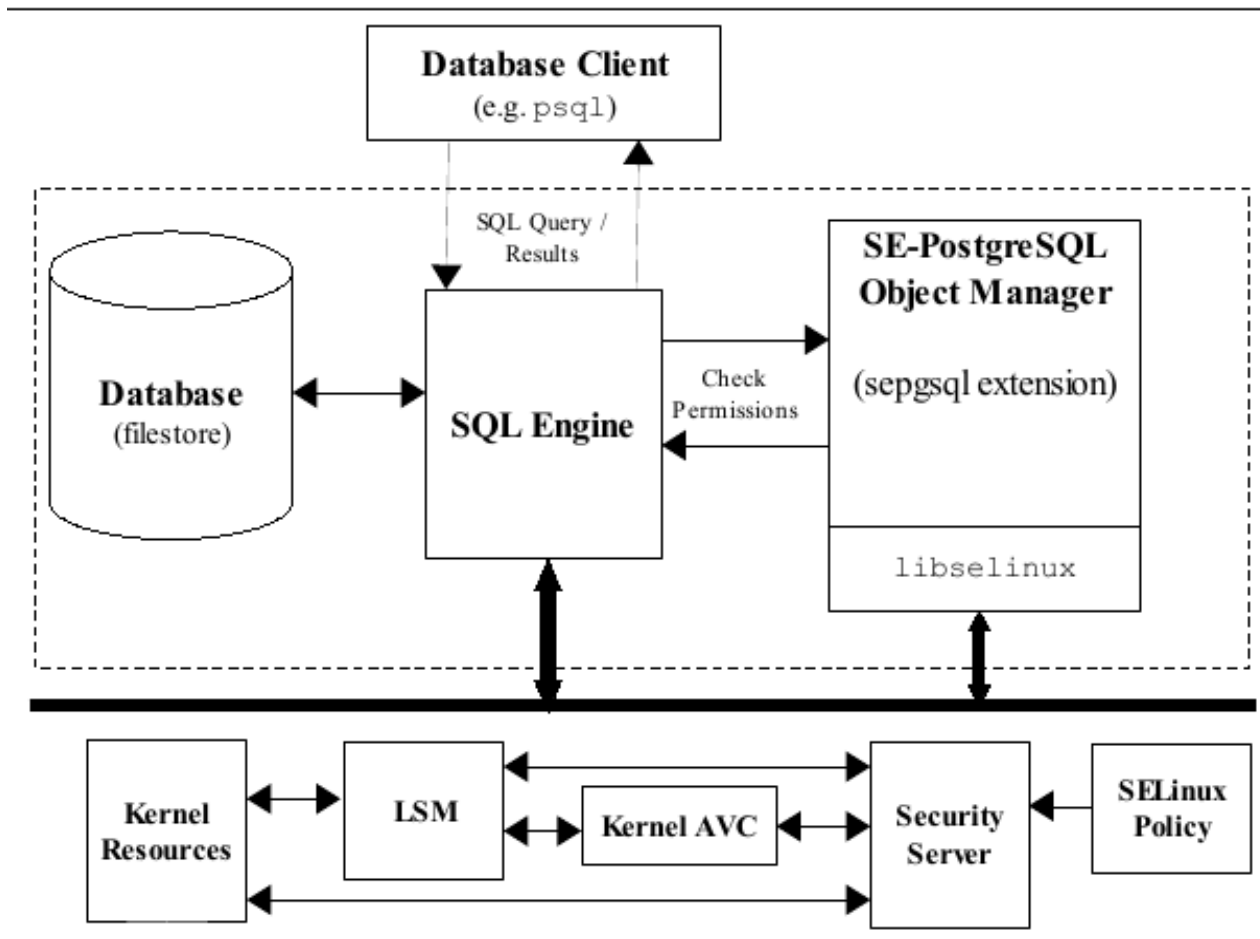 Database Client
(e.g. psql)
SQL Query /
Results
SE-PostgreSQL
Object Manager
(sepgsql extension)
Database
(filestore)
SQL Engine
Check
Permissions
libselinux
Kernel
Resources
LSM
Kernel AVC
Security
Server
SELinux
Policy